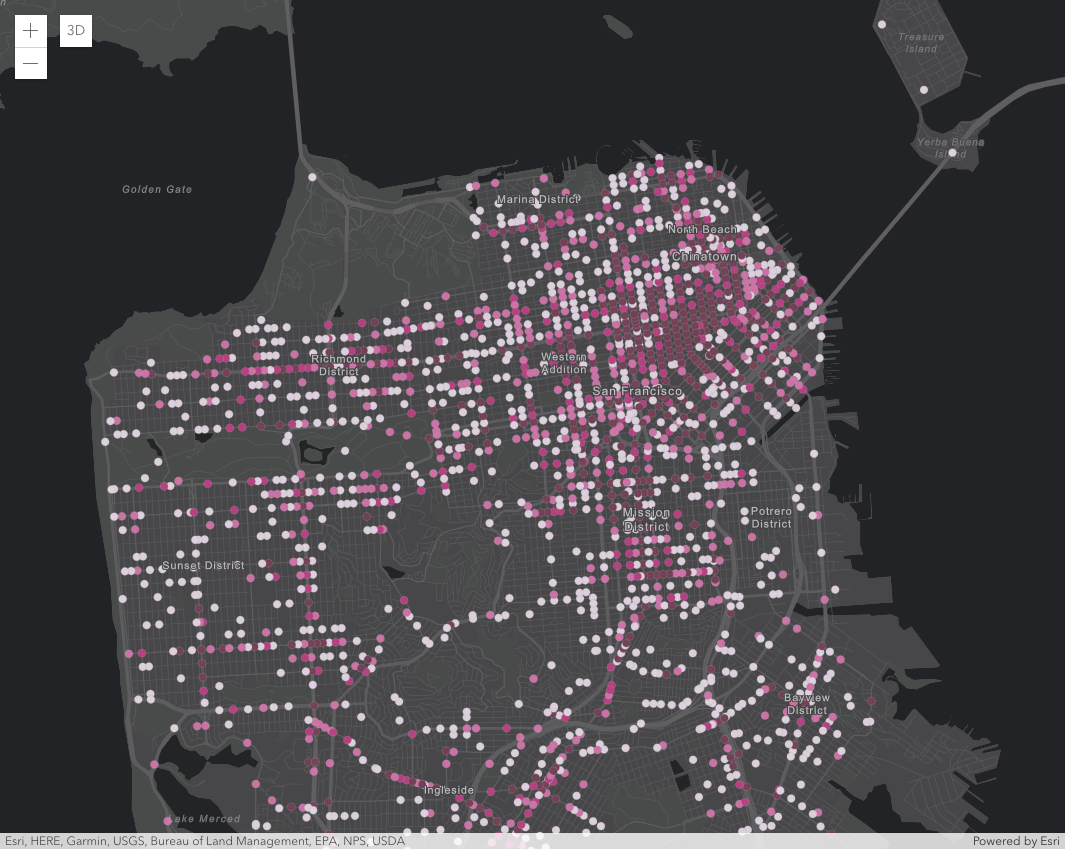 n
+
3D
−
Treasure
Island
Yerba Buena
Island
Golden Gate
Marina District
North Beach
Chinatown
Richmond
District
Western
Addition
San Francisco
Mission
District
Potrero
District
Sunset District
Bayview
District
Ingleside
Lake Merced
Esri, HERE, Garmin, USGS, Bureau of Land Management, EPA, NPS, USDA
Powered by Esri